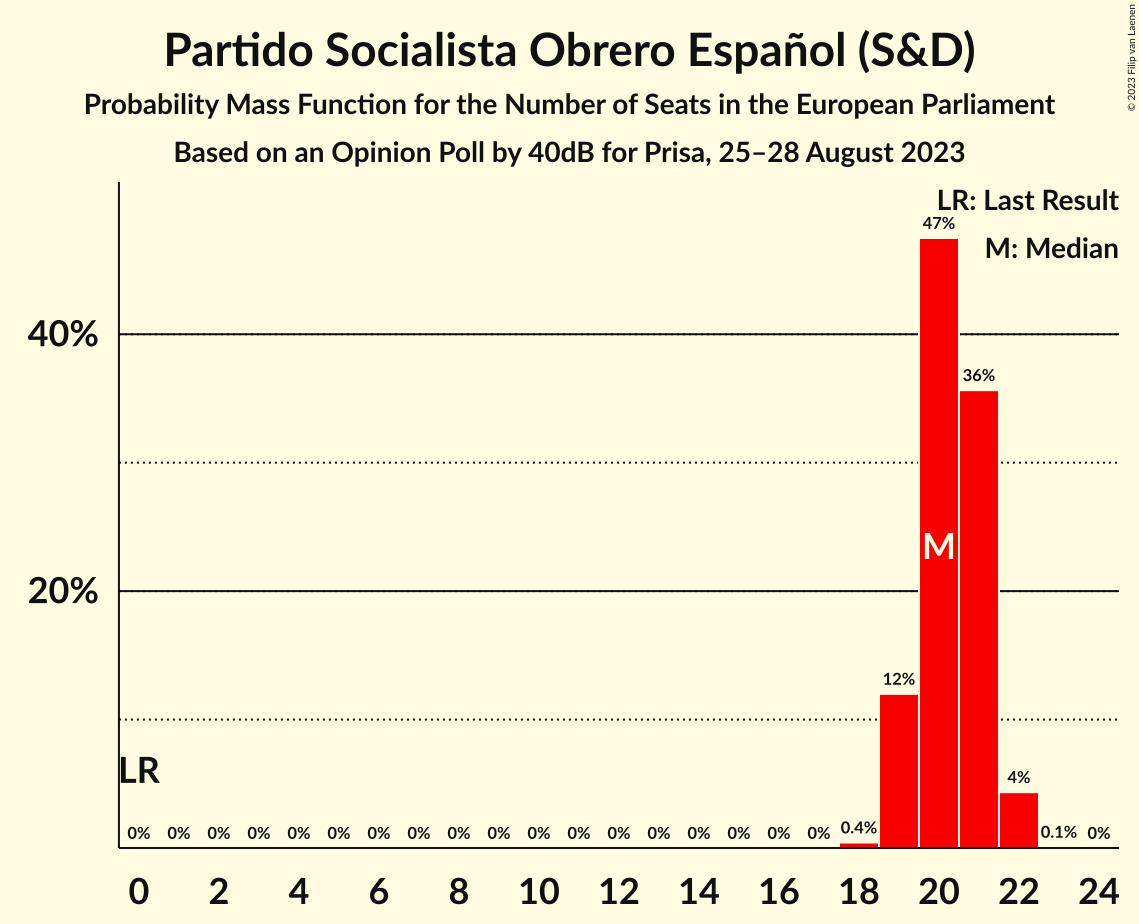 Partido Socialista Obrero Español (S&D)
Probability Mass Function for the Number of Seats in the European Parliament
Based on an Opinion Poll by 40dB for Prisa, 25–28 August 2023
© 2023 Filip van Laenen
LR: Last Result
M: Median
47%
40%
36%
M
20%
12%
LR
4%
0% 0% 0% 0% 0% 0% 0% 0% 0% 0% 0% 0% 0% 0% 0% 0% 0% 0% 0.4% 0.1% 0%
0 2 4 6 8 10 12 14 16 18 20 22 24